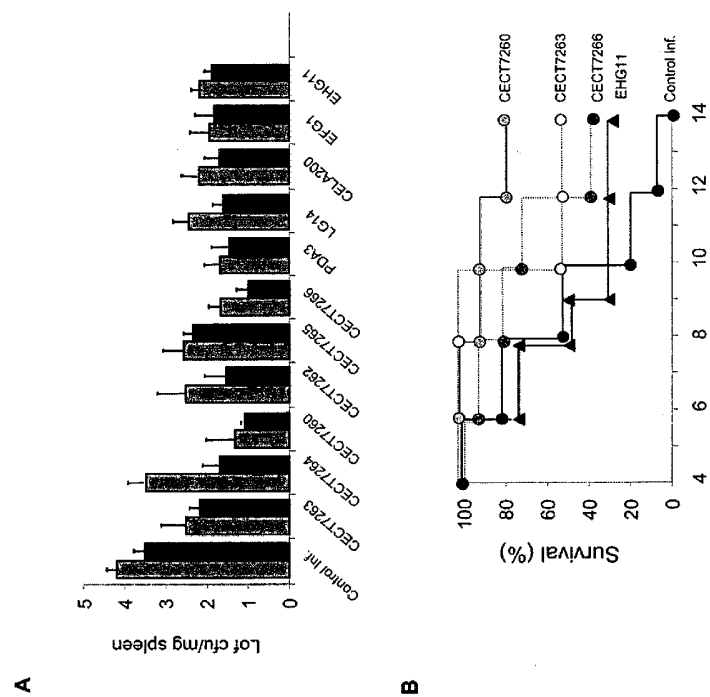 A
Lof cfu/mg spleen
5
4
3
2
1
0
Control Inf.
CECT7263
CECT7264
CECT7260
CECT7262
CECT7265
CECT7266
PDA3
LG14
CELA200
EFG1
EHG11
B
Survival (%)
100
80
60
40
20
0
4
6
8
10
12
14
CECT7260
CECT7263
CECT7266
EHG11
Control Inf.